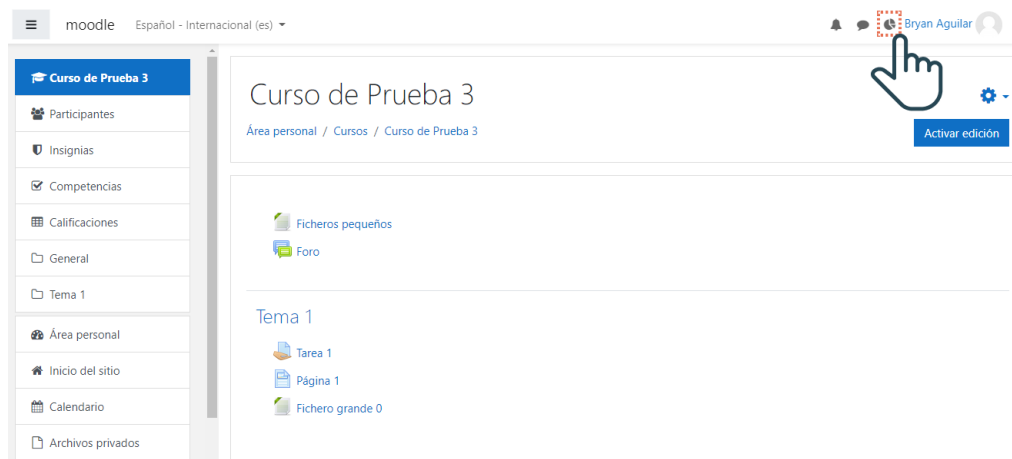 moodle Español - Internacional (es)
Bryan Aguilar
Curso de Prueba 3
Participantes
Insignias
Competencias
Calificaciones
General
Tema 1
Área personal
Inicio del sitio
Calendario
Archivos privados
Curso de Prueba 3
Área personal / Cursos / Curso de Prueba 3
Activar edición
Ficheros pequeños
Foro
Tema 1
Tarea 1
Página 1
Fichero grande 0